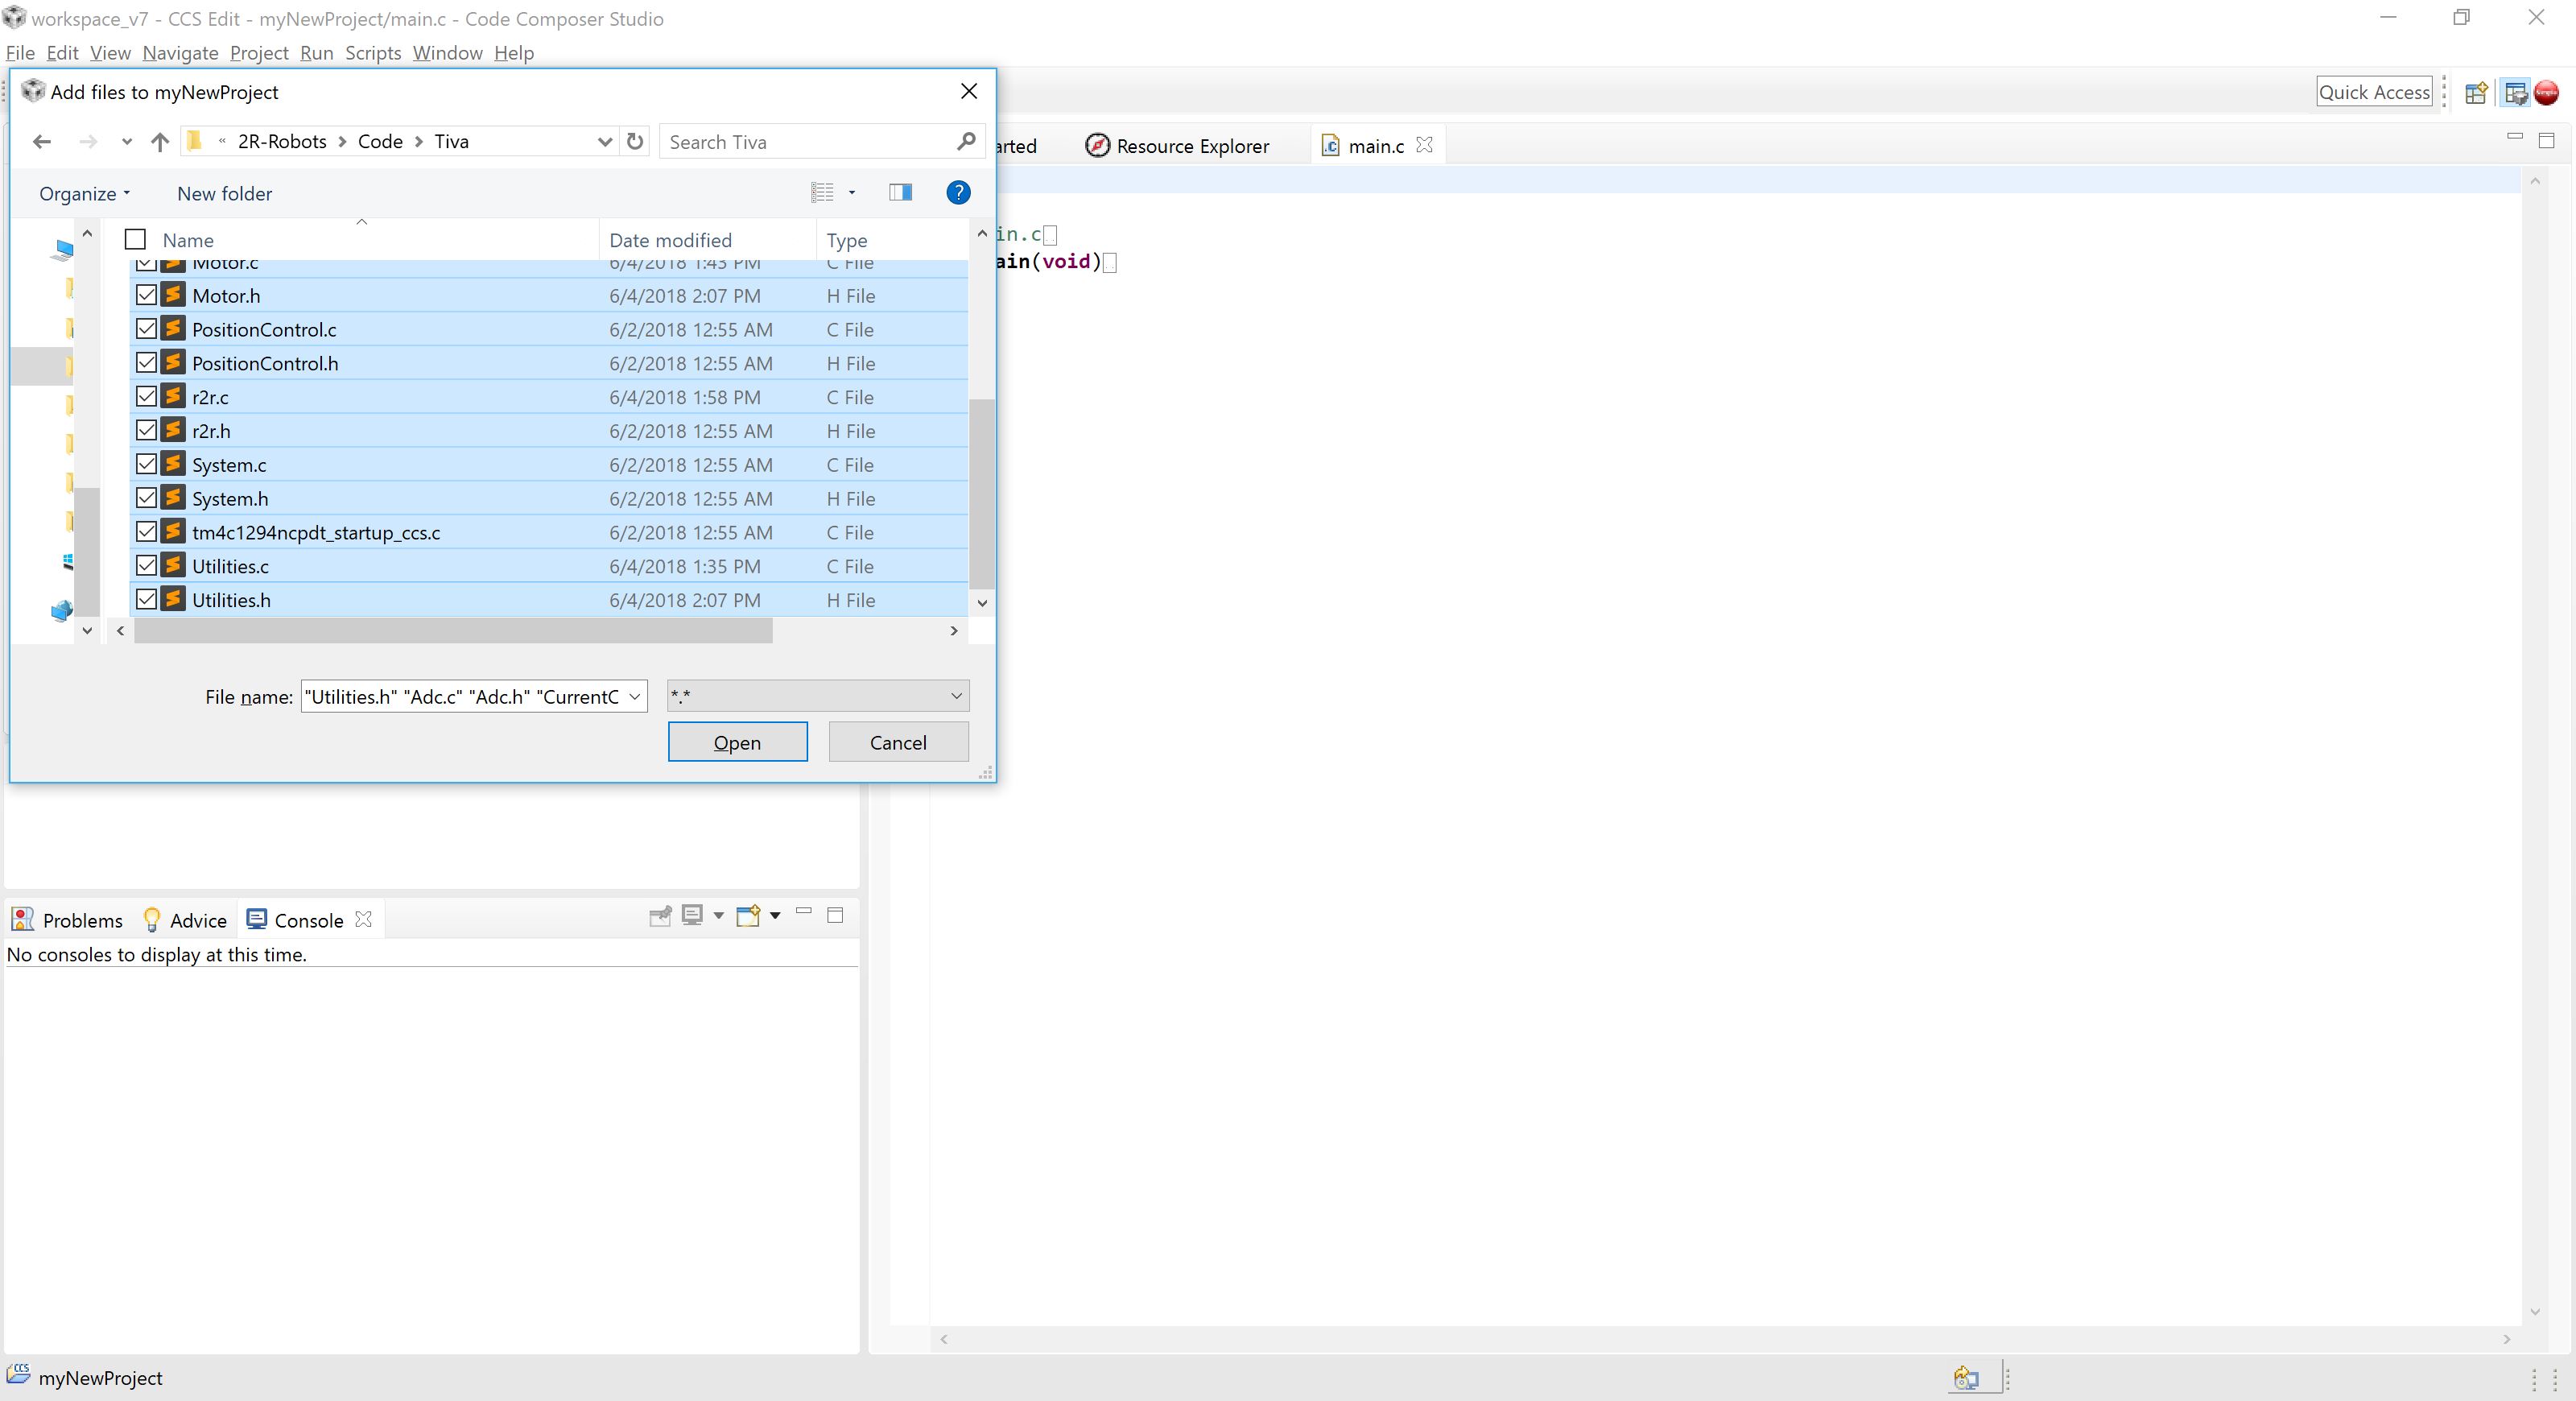 workspace_v7 - CCS Edit - myNewProject/main.c - Code Composer Studio
File Edit View Navigate Project Run Scripts Window Help
Add files to myNewProject
Quick Access
« 2R-Robots > Code > Tiva
Search Tiva
arted
Resource Explorer
main.c
Organize
New folder
Name Date modified Type
Motor.c 6/4/2018 1:43 PM C File
Motor.h 6/4/2018 2:07 PM H File
PositionControl.c 6/2/2018 12:55 AM C File
PositionControl.h 6/2/2018 12:55 AM H File
r2r.c 6/4/2018 1:58 PM C File
r2r.h 6/2/2018 12:55 AM H File
System.c 6/2/2018 12:55 AM C File
System.h 6/2/2018 12:55 AM H File
tm4c1294ncpdt_startup_ccs.c 6/2/2018 12:55 AM C File
Utilities.c 6/4/2018 1:35 PM C File
Utilities.h 6/4/2018 2:07 PM H File
in.c
ain(void)
File name: "Utilities.h" "Adc.c" "Adc.h" "CurrentC
*.*
Open
Cancel
Problems
Advice
Console
No consoles to display at this time.
CCS
myNewProject